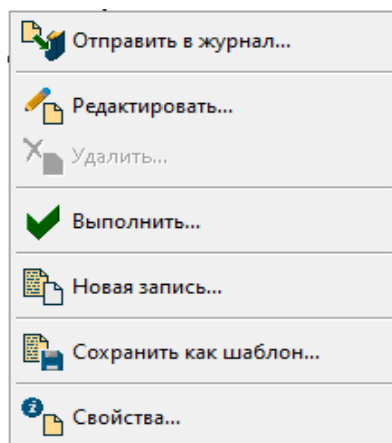 Отправить в журнал...
Редактировать...
Удалить...
Выполнить...
Новая запись...
Сохранить как шаблон...
Свойства...